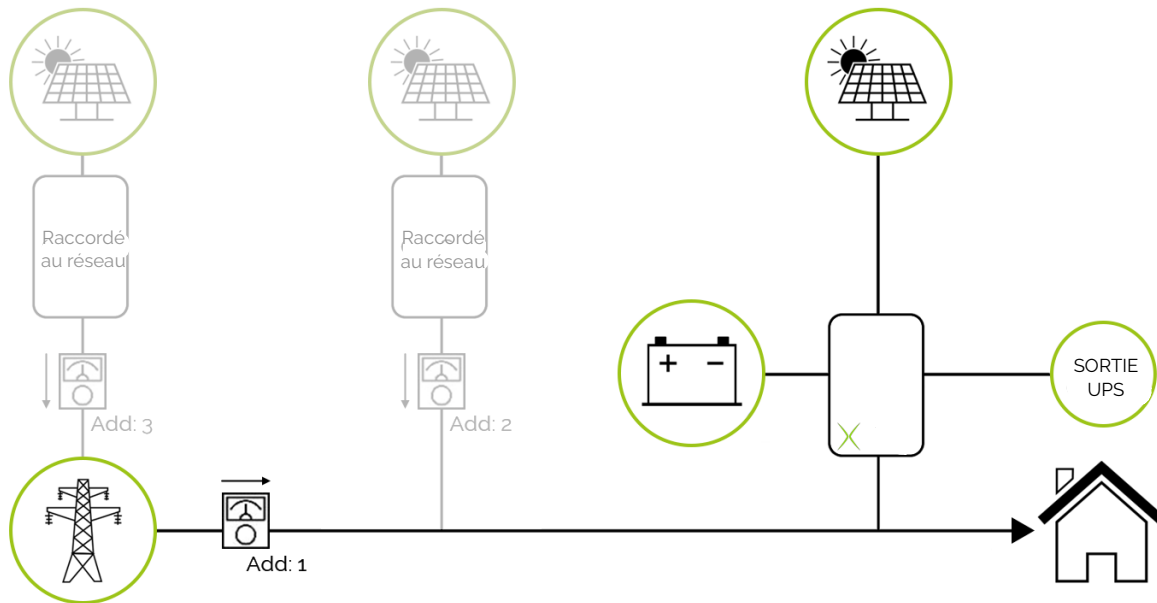 Raccordé
au réseau
Raccordé
au réseau
Add: 3
Add: 2
+ −
SORTIE
UPS
Add: 1